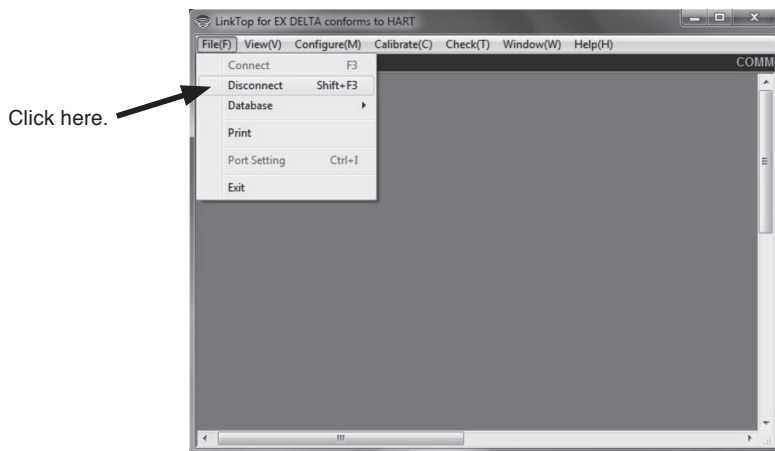 LinkTop for EX DELTA conforms to HART
File(F) View(V) Configure(M) Calibrate(C) Check(T) Window(W) Help(H)
COMM
Connect F3
Disconnect Shift+F3
Database
Print
Port Setting Ctrl+I
Exit
Click here.